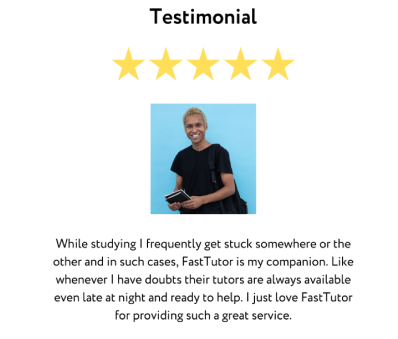 Testimonial
While studying I frequently get stuck somewhere or the
other and in such cases, FastTutor is my companion. Like
whenever I have doubts their tutors are always available
even late at night and ready to help. I just love FastTutor
for providing such a great service.